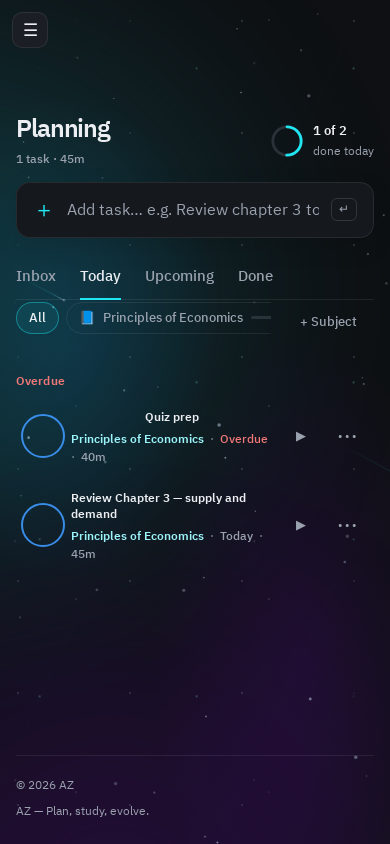 ☰
Planning
1 task · 45m
1 of 2
done today
+ Add task... e.g. Review chapter 3 to ↵
Inbox Today Upcoming Done
All 📘 Principles of Economics
+ Subject
Overdue
Quiz prep
Principles of Economics · Overdue
· 40m
▶ ···
Review Chapter 3 — supply and
demand
Principles of Economics · Today ·
45m
▶ ···
© 2026 AZ
AZ — Plan, study, evolve.